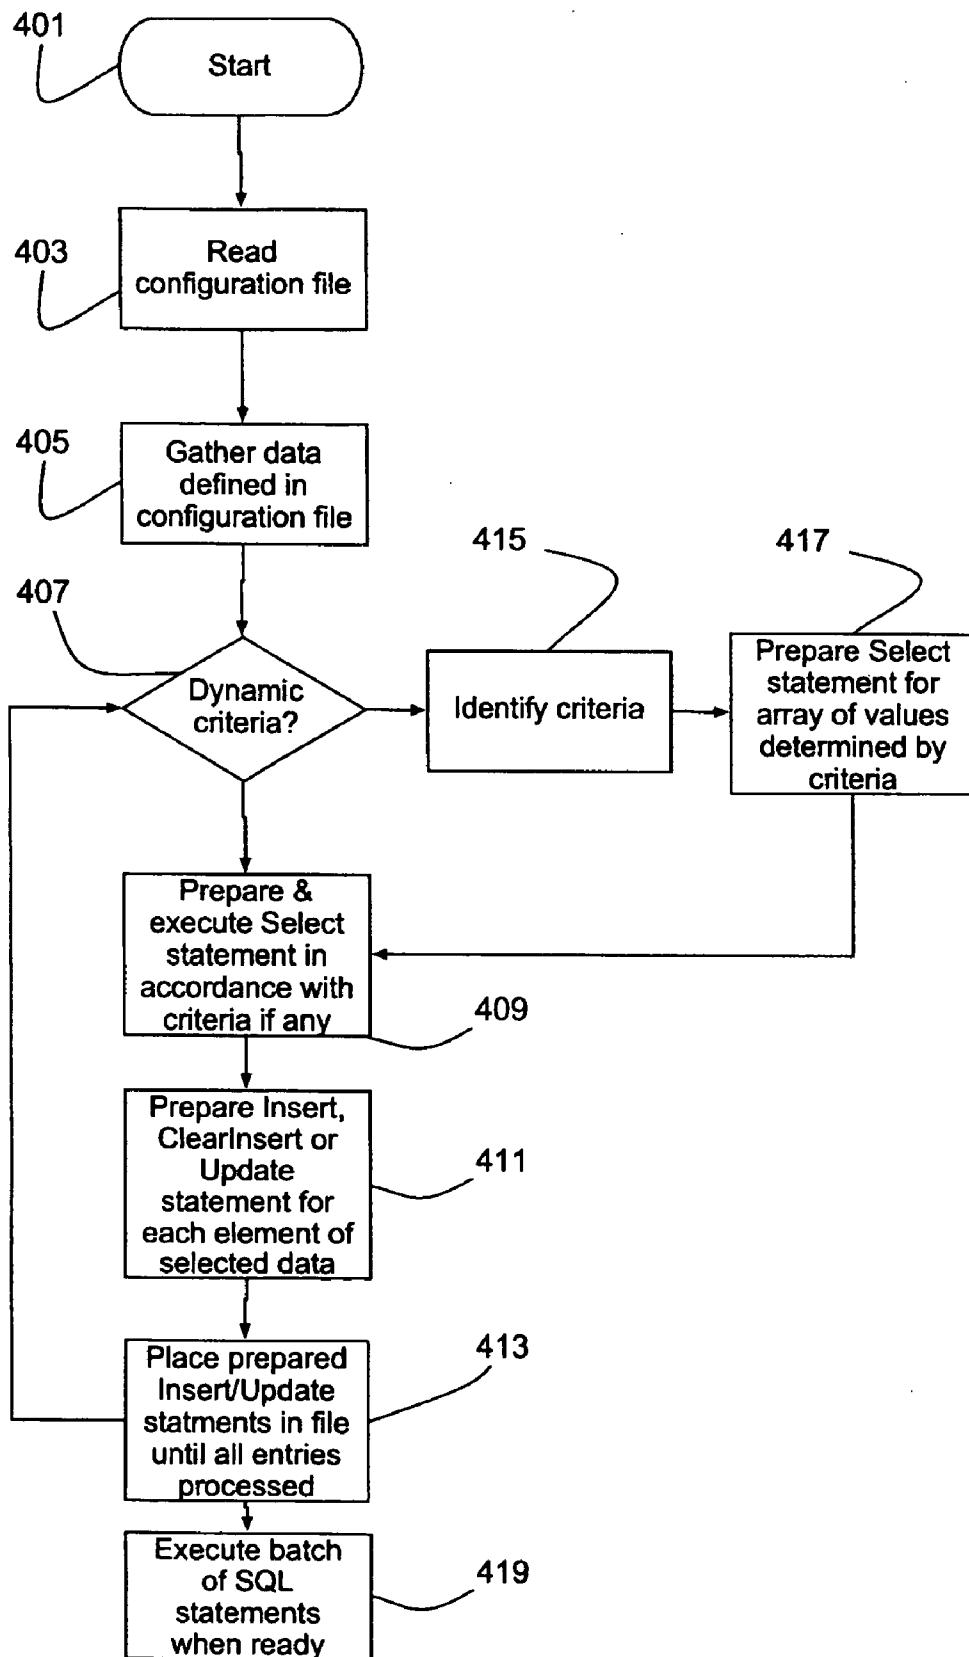 401
Start
403
Read
configuration file
405
Gather data
defined in
configuration file
407
Dynamic
criteria?
415
Identify criteria
417
Prepare Select
statement for
array of values
determined by
criteria
Prepare &
execute Select
statement in
accordance with
criteria if any
409
Prepare Insert,
ClearInsert or
Update
statement for
each element of
selected data
411
Place prepared
Insert/Update
statments in file
until all entries
processed
413
Execute batch
of SQL
statements
when ready
419